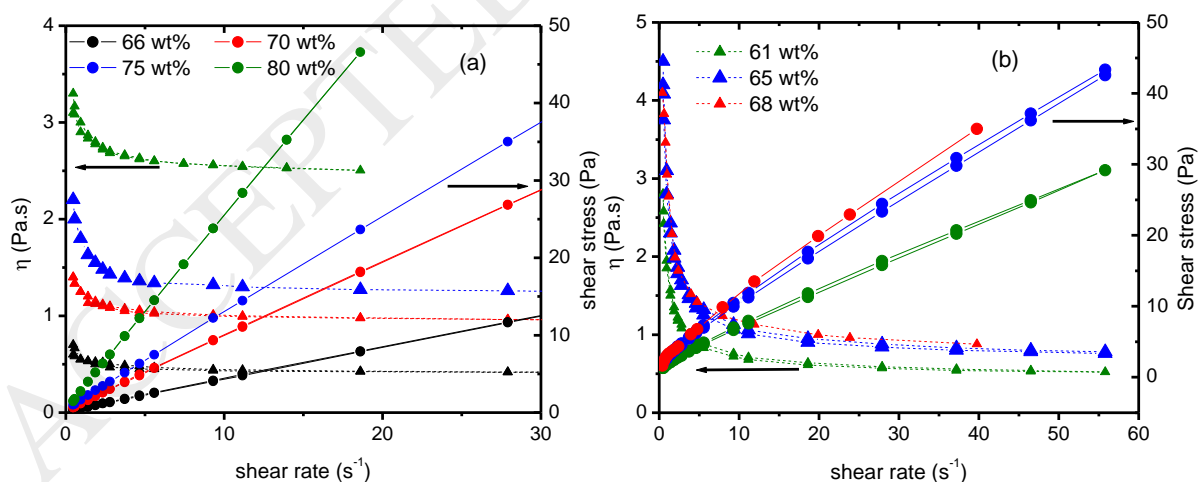 4
3
2
1
0
η (Pa.s)
66 wt%
70 wt%
75 wt%
80 wt%
(a)
50
40
30
20
10
0
shear stress (Pa)
0
10
20
30
shear rate (s⁻¹)
5
4
3
2
1
0
η (Pa.s)
61 wt%
65 wt%
68 wt%
(b)
50
40
30
20
10
0
Shear stress (Pa)
0
10
20
30
40
50
60
shear rate (s⁻¹)
ACCEPTE